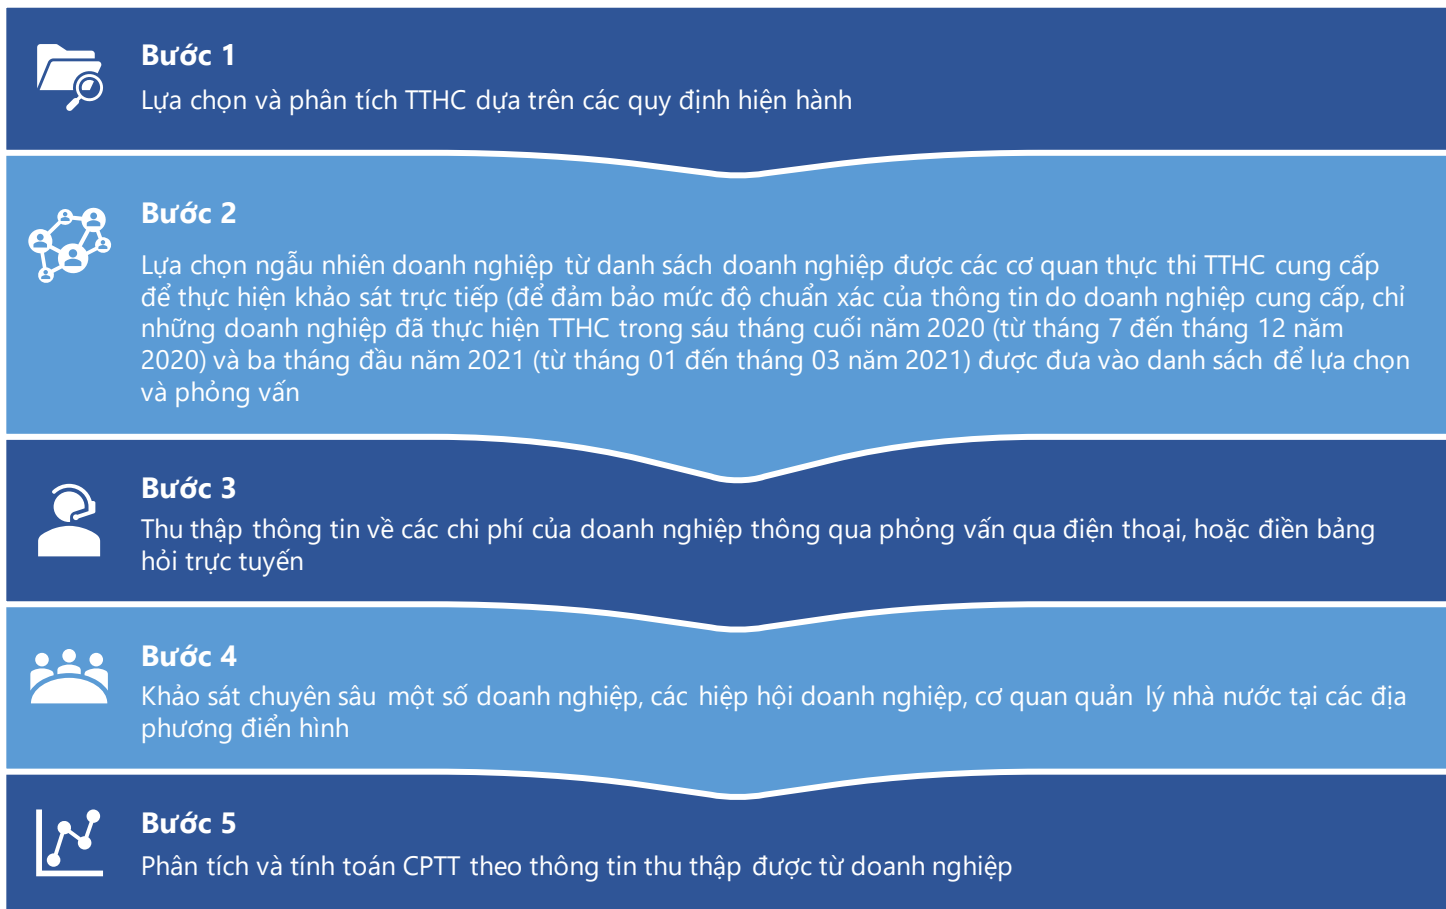 Bước 1
Lựa chọn và phân tích TTHC dựa trên các quy định hiện hành
Bước 2
Lựa chọn ngẫu nhiên doanh nghiệp từ danh sách doanh nghiệp được các cơ quan thực thi TTHC cung cấp
để thực hiện khảo sát trực tiếp (để đảm bảo mức độ chuẩn xác của thông tin do doanh nghiệp cung cấp, chỉ
những doanh nghiệp đã thực hiện TTHC trong sáu tháng cuối năm 2020 (từ tháng 7 đến tháng 12 năm
2020) và ba tháng đầu năm 2021 (từ tháng 01 đến tháng 03 năm 2021) được đưa vào danh sách để lựa chọn
và phỏng vấn
Bước 3
Thu thập thông tin về các chi phí của doanh nghiệp thông qua phỏng vấn qua điện thoại, hoặc điền bảng
hỏi trực tuyến
Bước 4
Khảo sát chuyên sâu một số doanh nghiệp, các hiệp hội doanh nghiệp, cơ quan quản lý nhà nước tại các địa
phương điển hình
Bước 5
Phân tích và tính toán CPTT theo thông tin thu thập được từ doanh nghiệp